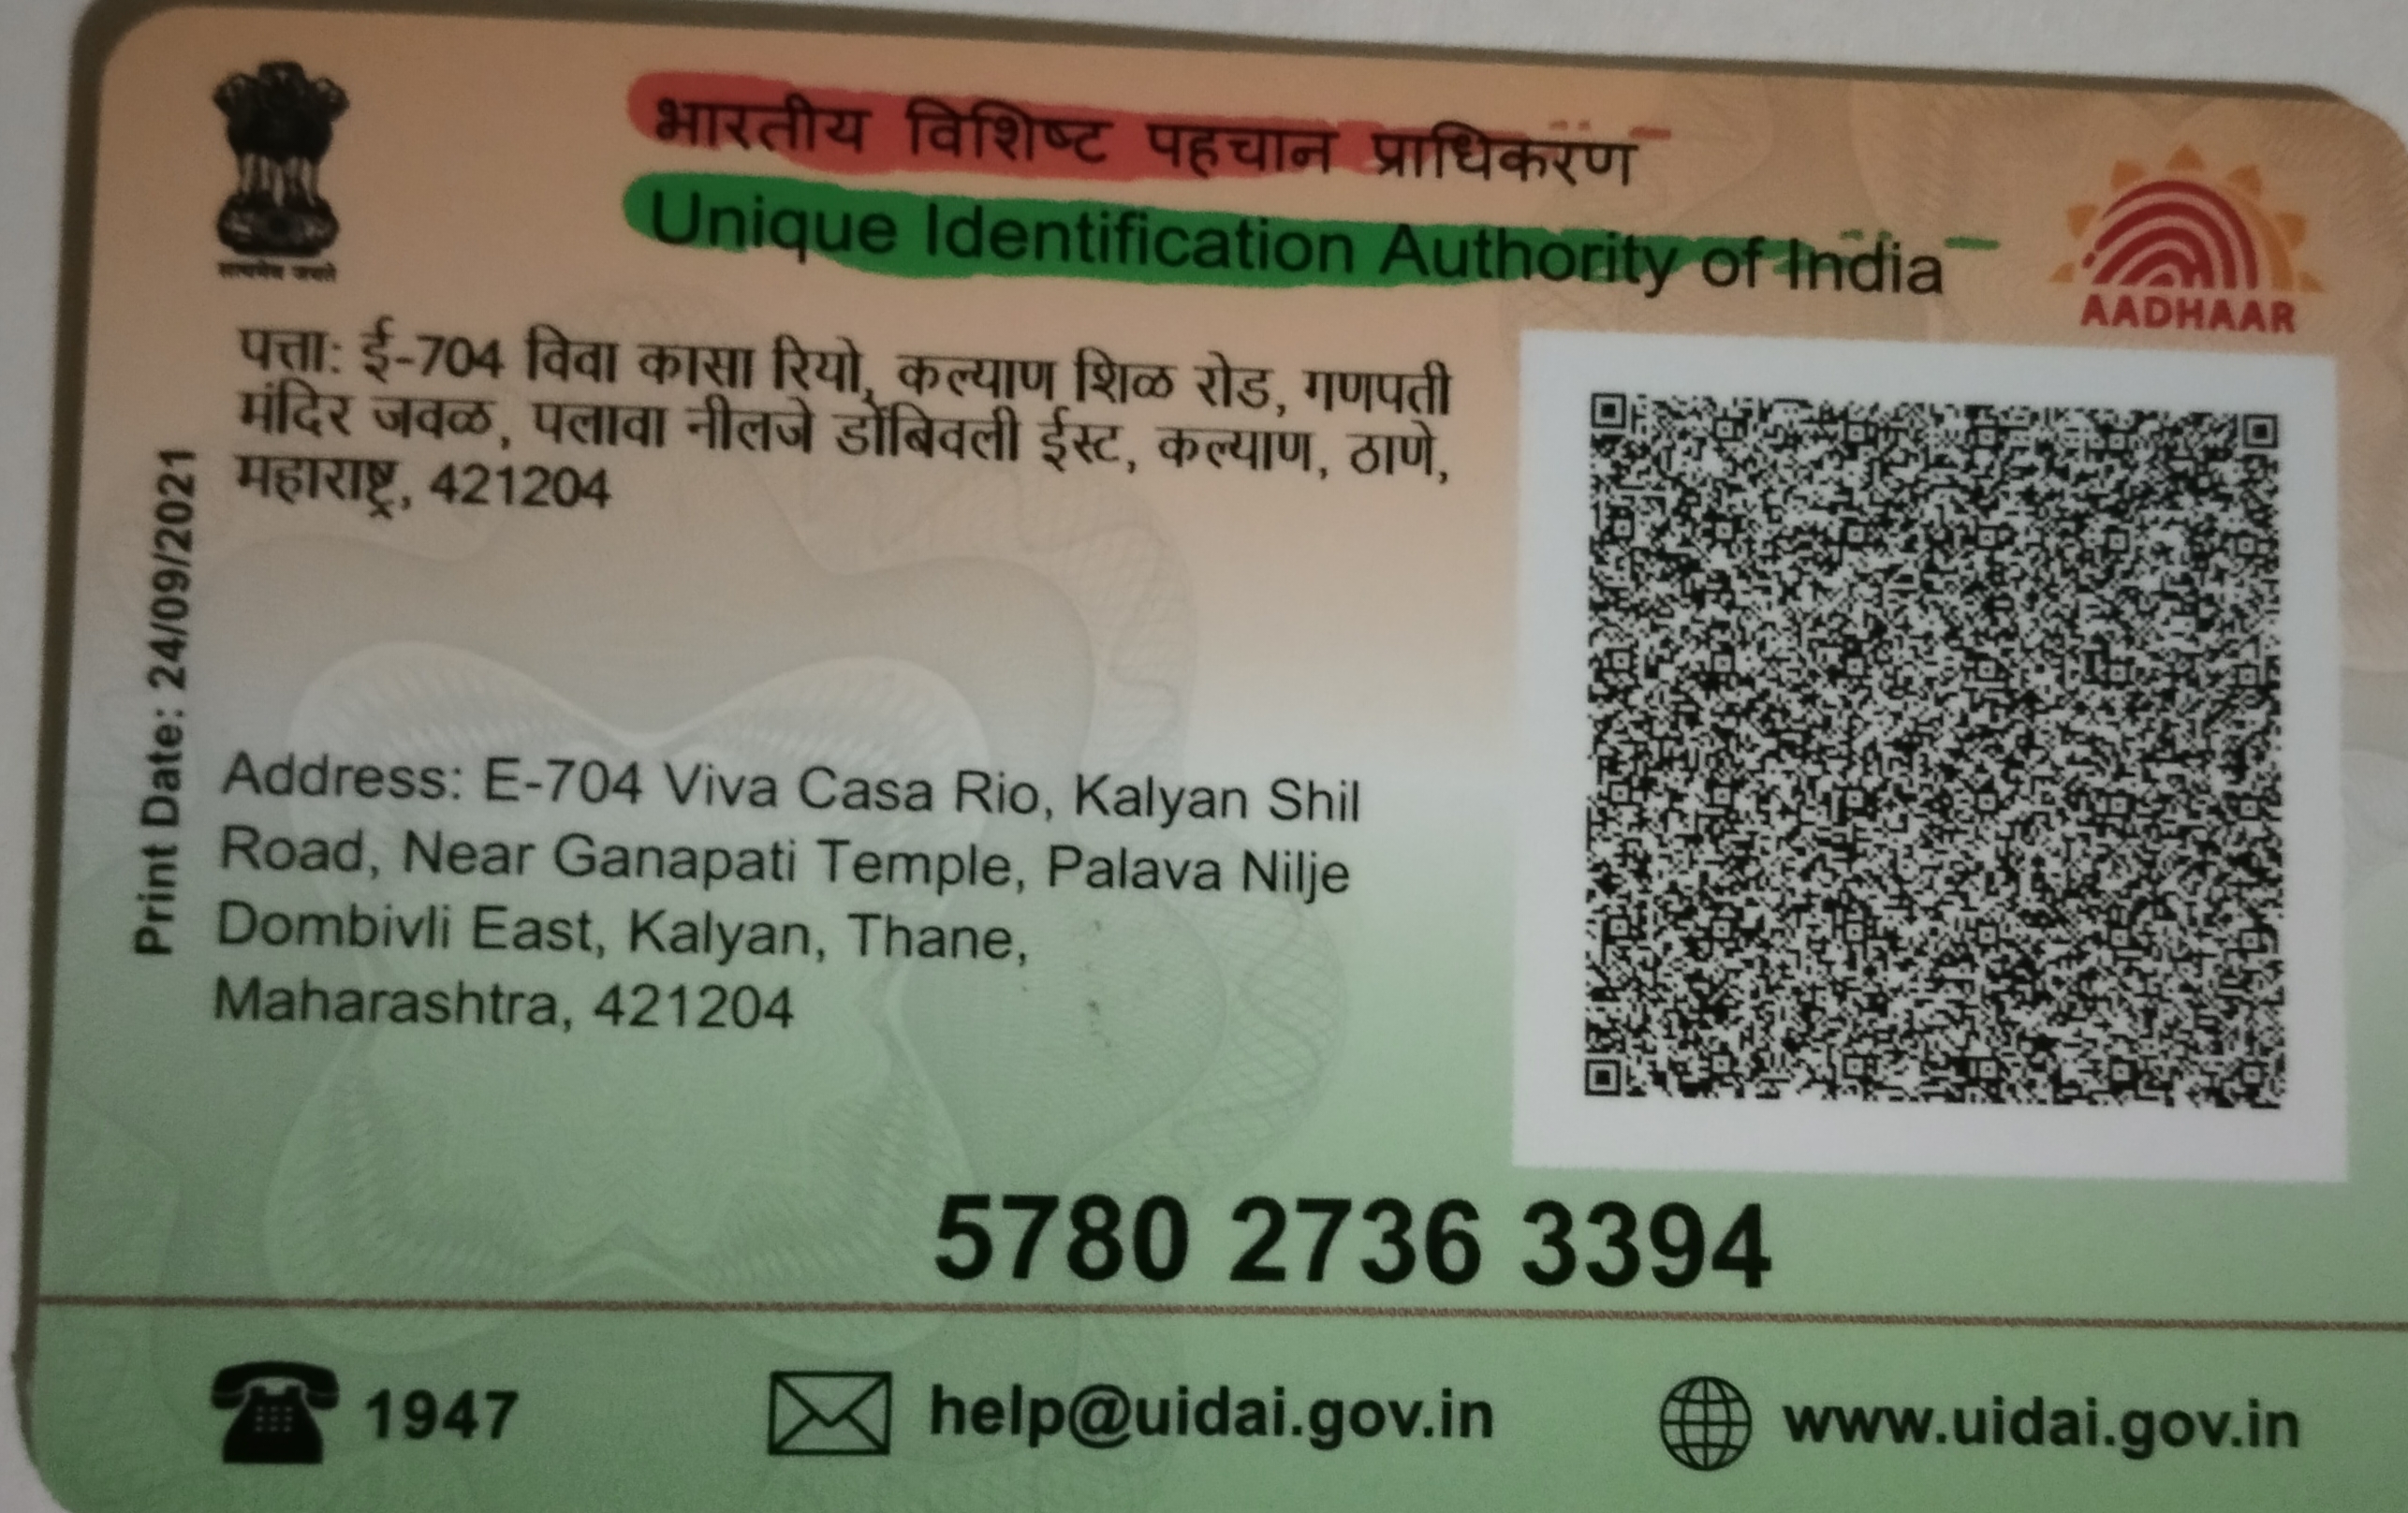 भारतीय विशिष्ट पहचान प्राधिकरण
Unique Identification Authority of India
सत्यमेव जयते
AADHAAR
पत्ता: ई-704 विवा कासा रियो, कल्याण शिळ रोड, गणपती
मंदिर जवळ, पलावा नीलजे डोंबिवली ईस्ट, कल्याण, ठाणे,
महाराष्ट्र, 421204
Print Date: 24/09/2021
Address: E-704 Viva Casa Rio, Kalyan Shil
Road, Near Ganapati Temple, Palava Nilje
Dombivli East, Kalyan, Thane,
Maharashtra, 421204
5780 2736 3394
1947
help@uidai.gov.in
www.uidai.gov.in